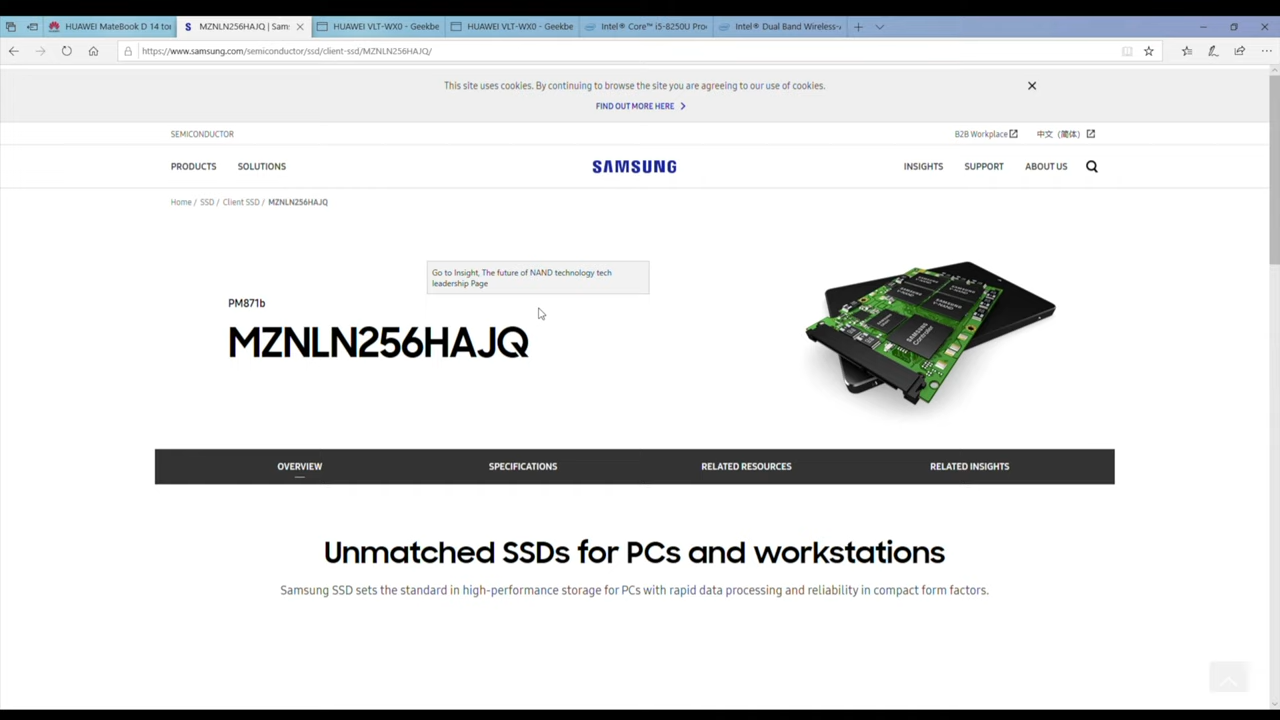 HUAWEI MateBook D 14 tou
MZNLN256HAJQ | Sam
HUAWEI VLT-WX0 - Geekbe
HUAWEI VLT-WX0 - Geekbe
Intel® Core™ i5-8250U Pro
Intel® Dual Band Wireless-A
https://www.samsung.com/semiconductor/ssd/client-ssd/MZNLN256HAJQ/
This site uses cookies. By continuing to browse the site you are agreeing to our use of cookies.
FIND OUT MORE HERE
SEMICONDUCTOR
B2B Workplace
中文（简体）
PRODUCTS
SOLUTIONS
SAMSUNG
INSIGHTS
SUPPORT
ABOUT US
Home / SSD / Client SSD / MZNLN256HAJQ
Go to Insight, The future of NAND technology tech
leadership Page
PM871b
MZNLN256HAJQ
SAMSUNG
Controller
OVERVIEW
SPECIFICATIONS
RELATED RESOURCES
RELATED INSIGHTS
Unmatched SSDs for PCs and workstations
Samsung SSD sets the standard in high-performance storage for PCs with rapid data processing and reliability in compact form factors.